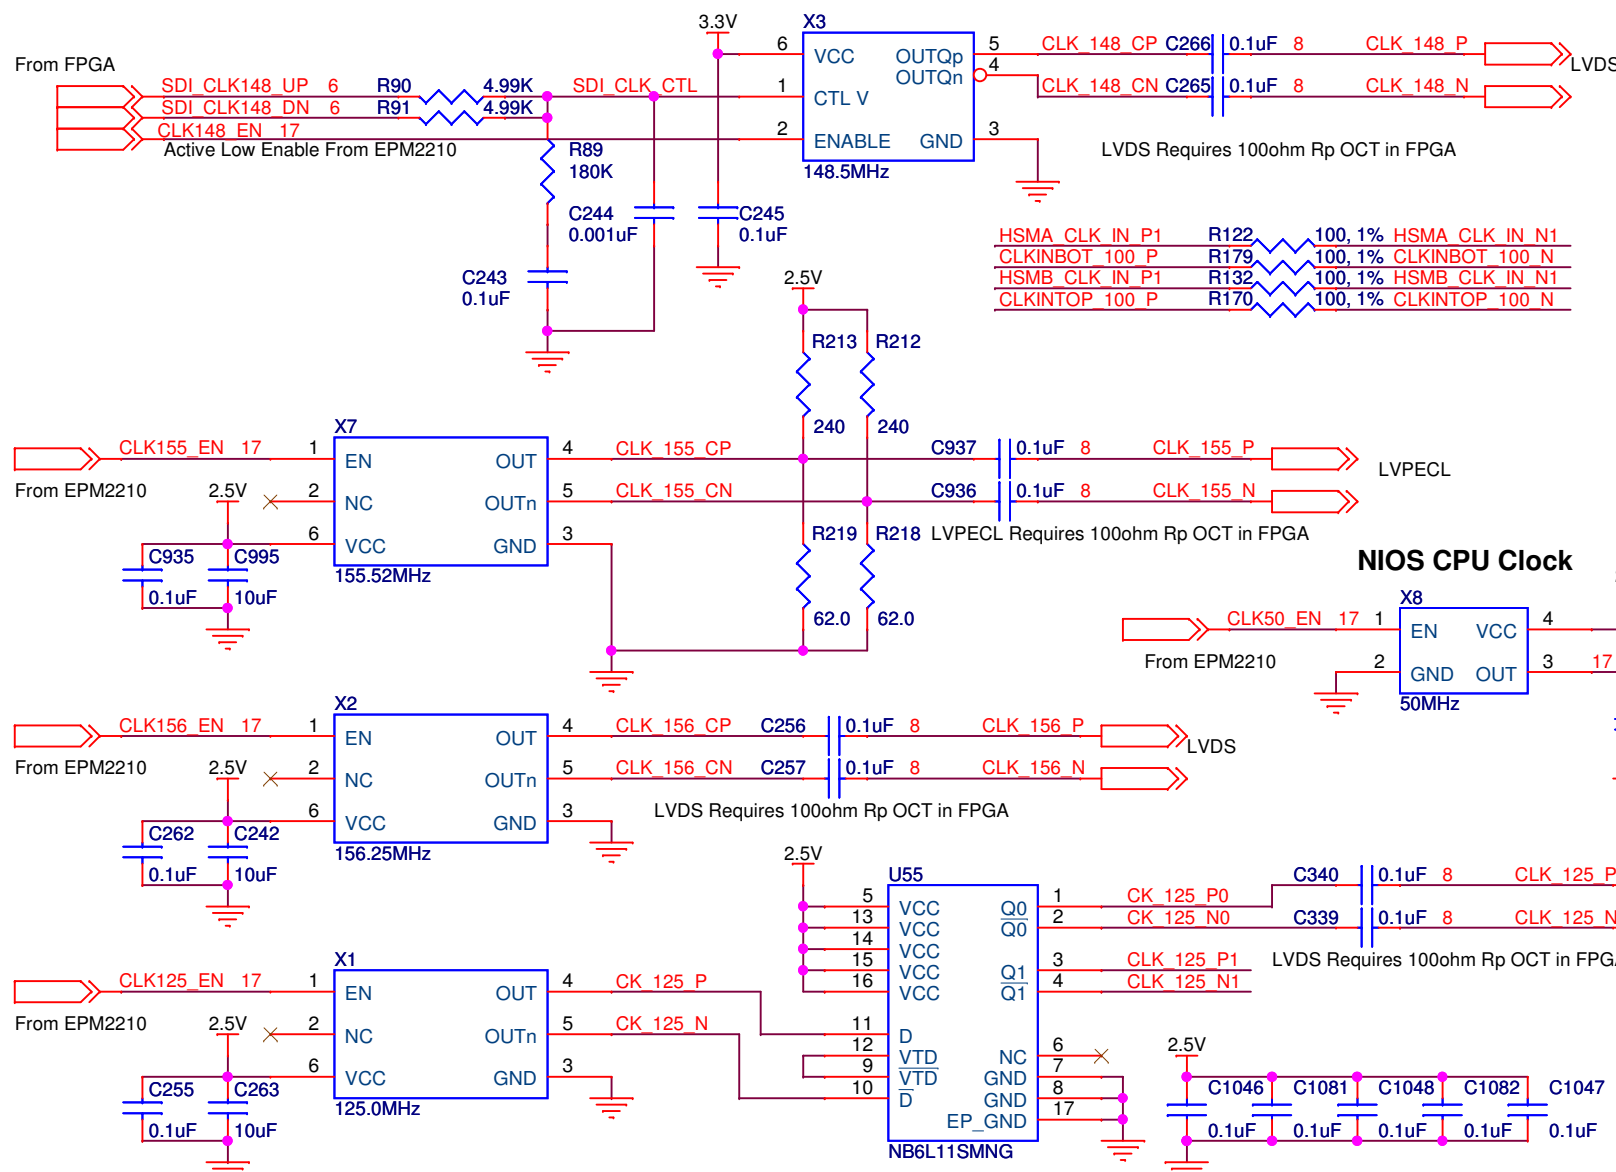 3.3V
X3
From FPGA
SDI_CLK148_UP 6 R90 4.99K SDI_CLK_CTL
SDI_CLK148_DN 6 R91 4.99K
CLK148_EN 17
Active Low Enable From EPM2210
6 VCC OUTQp 5
OUTQn 4
1 CTL V
2 ENABLE GND 3
148.5MHz
CLK_148_CP C266 0.1uF 8 CLK_148_P
LVDS
CLK_148_CN C265 0.1uF 8 CLK_148_N
LVDS Requires 100ohm Rp OCT in FPGA
R89
180K
C244
0.001uF
C245
0.1uF
C243
0.1uF
HSMA_CLK_IN_P1 R122 100, 1% HSMA_CLK_IN_N1
CLKINBOT_100_P R179 100, 1% CLKINBOT_100_N
HSMB_CLK_IN_P1 R132 100, 1% HSMB_CLK_IN_N1
CLKINTOP_100_P R170 100, 1% CLKINTOP_100_N
2.5V
R213 R212
240 240
X7
CLK155_EN 17 1 EN OUT 4 CLK_155_CP C937 0.1uF 8 CLK_155_P
LVPECL
From EPM2210
2.5V
2 NC OUTn 5 CLK_155_CN C936 0.1uF 8 CLK_155_N
6 VCC GND 3
155.52MHz
R219 R218
LVPECL Requires 100ohm Rp OCT in FPGA
62.0 62.0
C935 C995
0.1uF 10uF
NIOS CPU Clock
X8
CLK50_EN 17 1 EN VCC 4
From EPM2210
2 GND OUT 3 17
50MHz
X2
CLK156_EN 17 1 EN OUT 4 CLK_156_CP C256 0.1uF 8 CLK_156_P
LVDS
From EPM2210
2.5V
2 NC OUTn 5 CLK_156_CN C257 0.1uF 8 CLK_156_N
LVDS Requires 100ohm Rp OCT in FPGA
6 VCC GND 3
156.25MHz
C262 C242
0.1uF 10uF
2.5V
U55
5 VCC Q0 1 CK_125_P0 C340 0.1uF 8 CLK_125_P
13 VCC Q0 2 CK_125_N0 C339 0.1uF 8 CLK_125_N
14 VCC
15 VCC Q1 3 CLK_125_P1
16 VCC Q1 4 CLK_125_N1
LVDS Requires 100ohm Rp OCT in FPGA
11 D
12 VTD NC 6
9 VTD GND 7
10 D GND 8
EP_GND 17
NB6L11SMNG
X1
CLK125_EN 17 1 EN OUT 4 CK_125_P
From EPM2210
2.5V
2 NC OUTn 5 CK_125_N
6 VCC GND 3
125.0MHz
C255 C263
0.1uF 10uF
2.5V
C1046 C1081 C1048 C1082 C1047
0.1uF 0.1uF 0.1uF 0.1uF 0.1uF